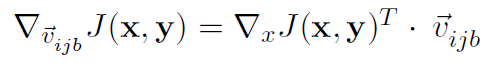 ∇_{\vec{v}_{ijb}} J(𝐱, 𝐲) = ∇_x J(𝐱, 𝐲)^T · \vec{v}_{ijb}